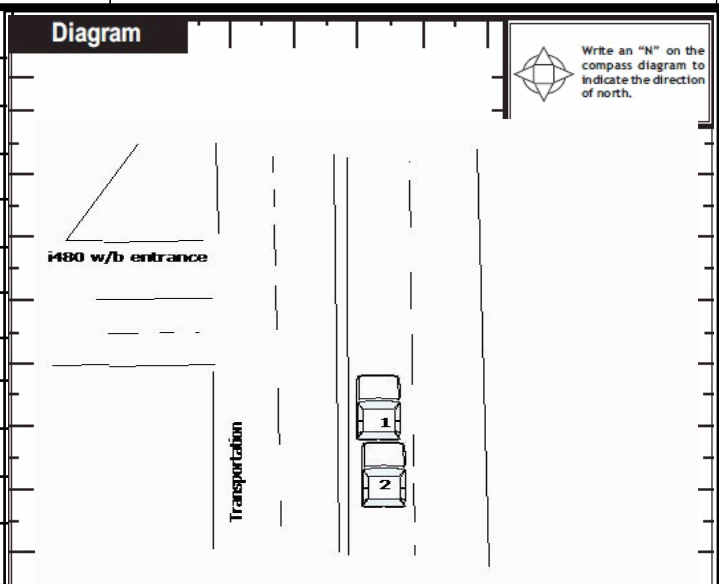 Diagram
Write an “N” on the
compass diagram to
indicate the direction
of north.
i480 w/b entrance
Transportation
1
2